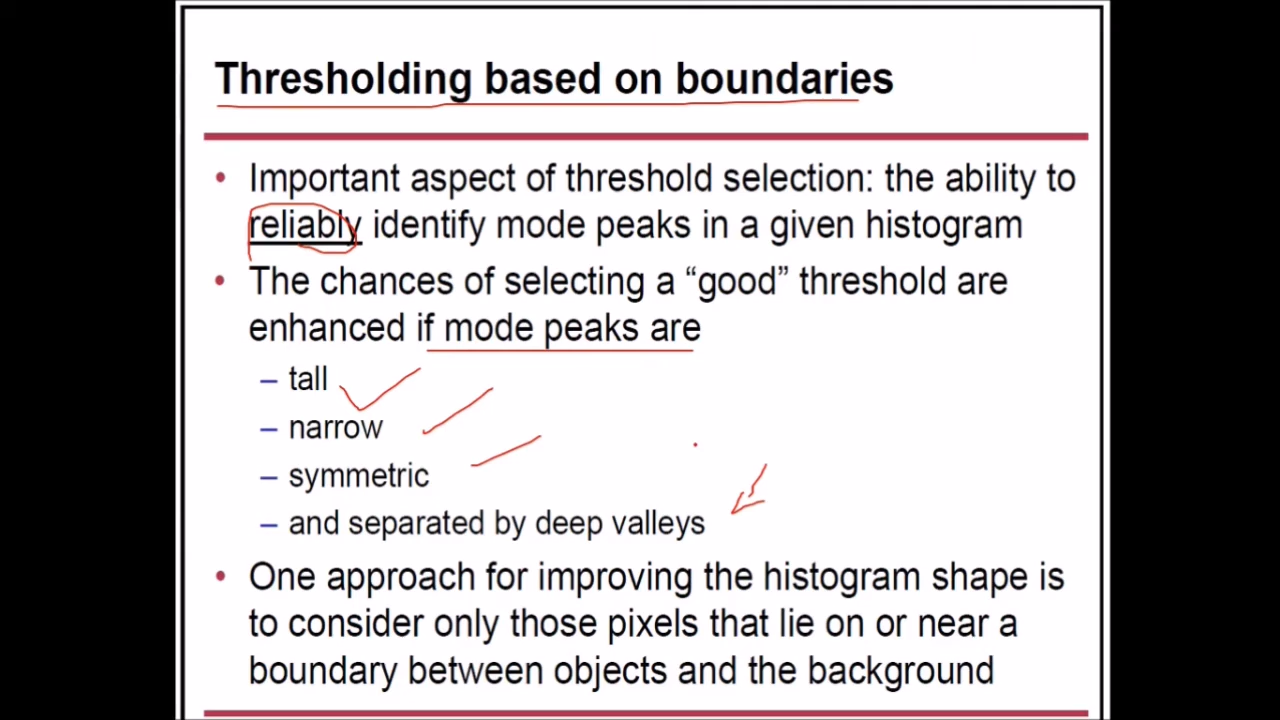 Thresholding based on boundaries
• Important aspect of threshold selection: the ability to
reliably identify mode peaks in a given histogram
• The chances of selecting a “good” threshold are
enhanced if mode peaks are
– tall
– narrow
– symmetric
– and separated by deep valleys
• One approach for improving the histogram shape is
to consider only those pixels that lie on or near a
boundary between objects and the background